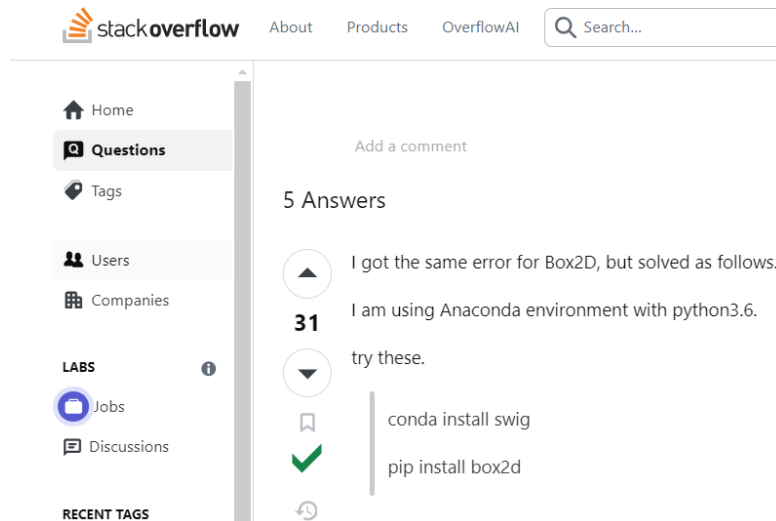 stackoverflow About Products OverflowAI Search...
Home
Questions
Tags
Users
Companies
LABS
Jobs
Discussions
RECENT TAGS
Add a comment
5 Answers
31
I got the same error for Box2D, but solved as follows.
I am using Anaconda environment with python3.6.
try these.
conda install swig
pip install box2d